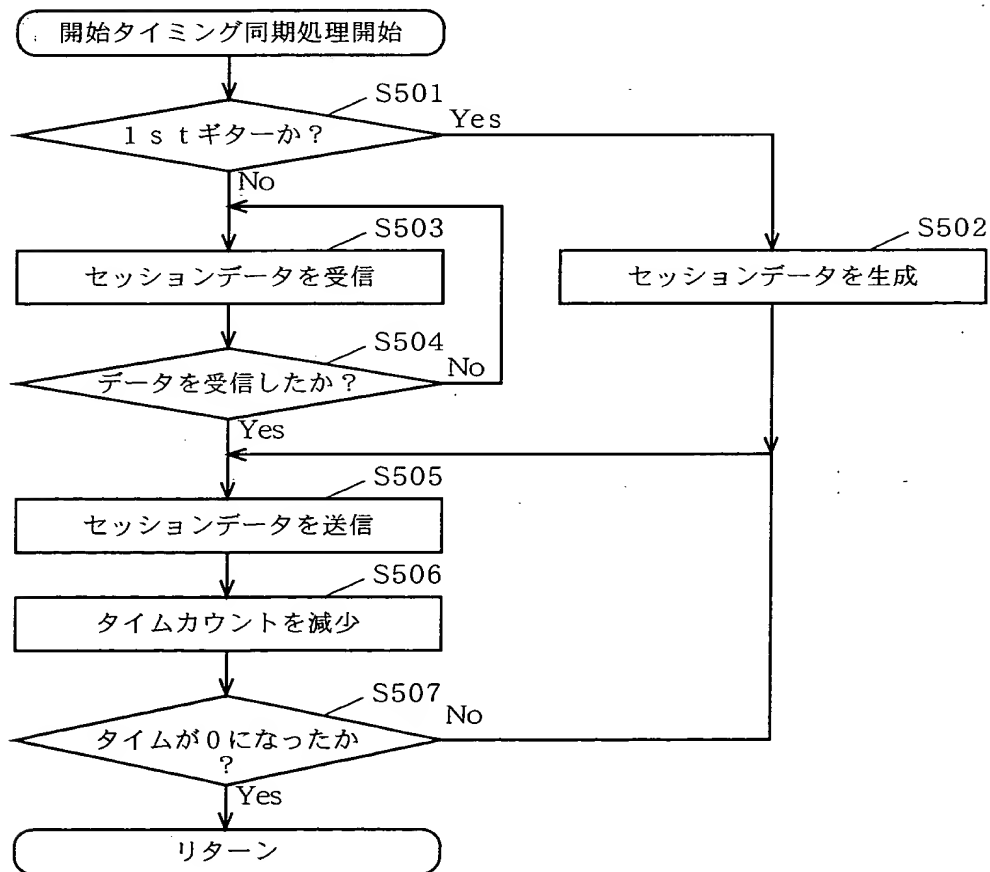 開始タイミング同期処理開始
S501
1stギターか?
Yes
No
S503
セッションデータを受信
S502
セッションデータを生成
S504
データを受信したか?
No
Yes
S505
セッションデータを送信
S506
タイムカウントを減少
S507
タイムが0になったか
?
No
Yes
リターン